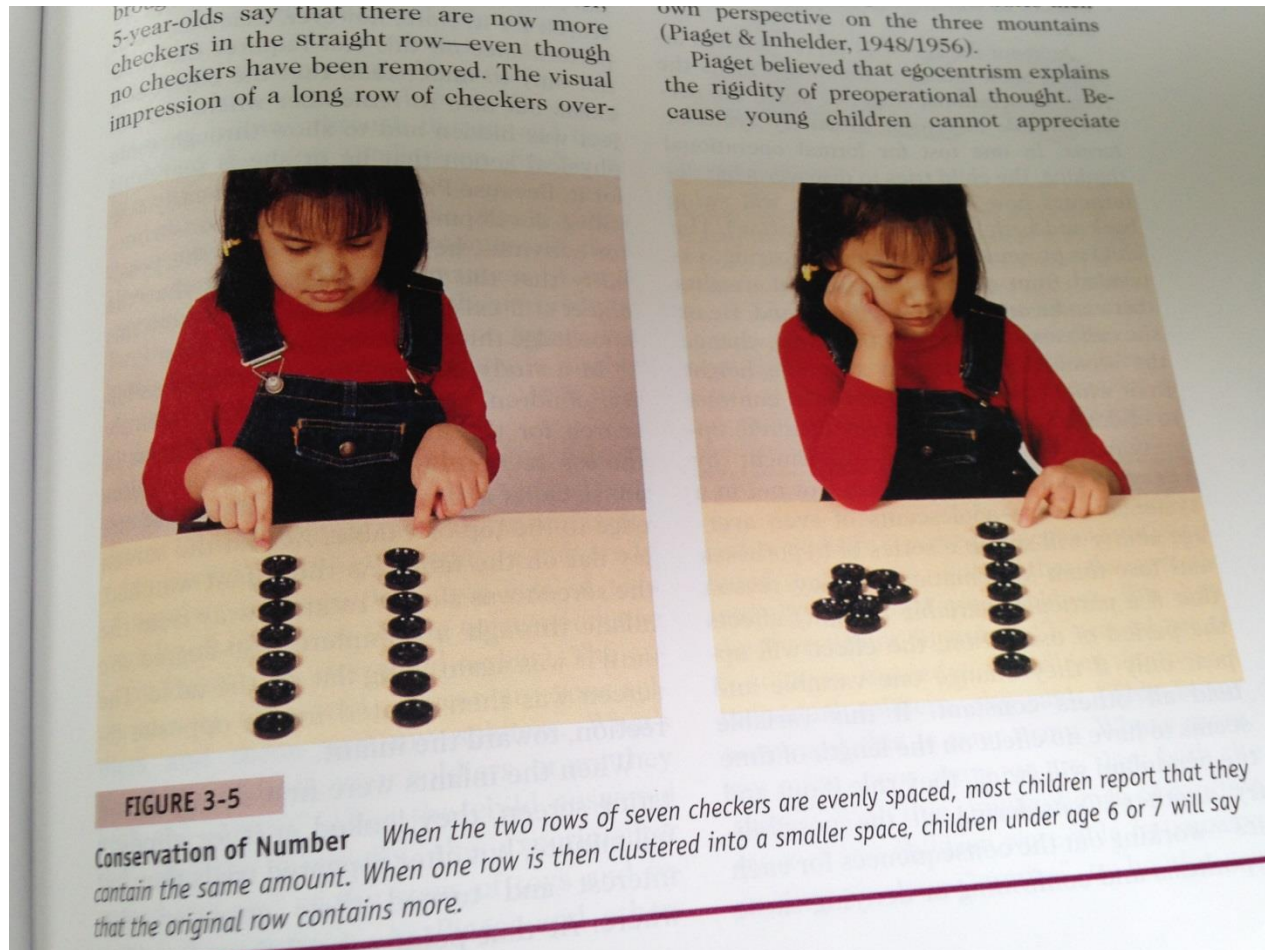 5-year-olds say that there are now more
checkers in the straight row—even though
no checkers have been removed. The visual
impression of a long row of checkers over-
own perspective on the three mountains
(Piaget & Inhelder, 1948/1956).
Piaget believed that egocentrism explains
the rigidity of preoperational thought. Be-
cause young children cannot appreciate
FIGURE 3-5
Conservation of Number When the two rows of seven checkers are evenly spaced, most children report that they
contain the same amount. When one row is then clustered into a smaller space, children under age 6 or 7 will say
that the original row contains more.